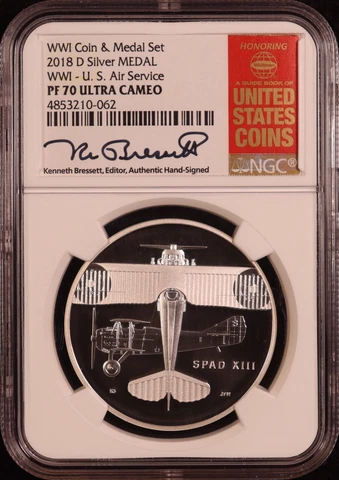 WWI Coin & Medal Set
2018 D Silver MEDAL
WWI - U. S. Air Service
PF 70 ULTRA CAMEO
4853210-062
Kenneth Bressett, Editor, Authentic Hand-Signed
HONORING
A GUIDE BOOK OF
UNITED
STATES
COINS
NGC®
SPAD XIII